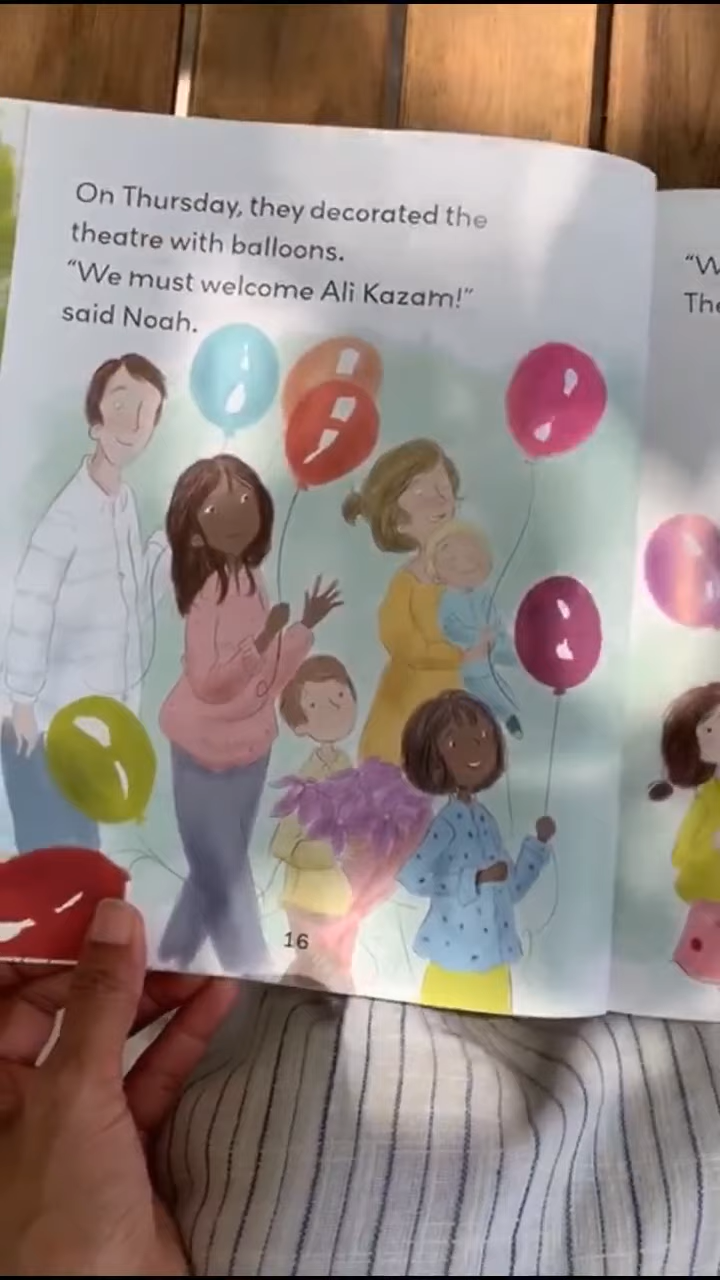 On Thursday, they decorated the
theatre with balloons.
“We must welcome Ali Kazam!”
said Noah.
16